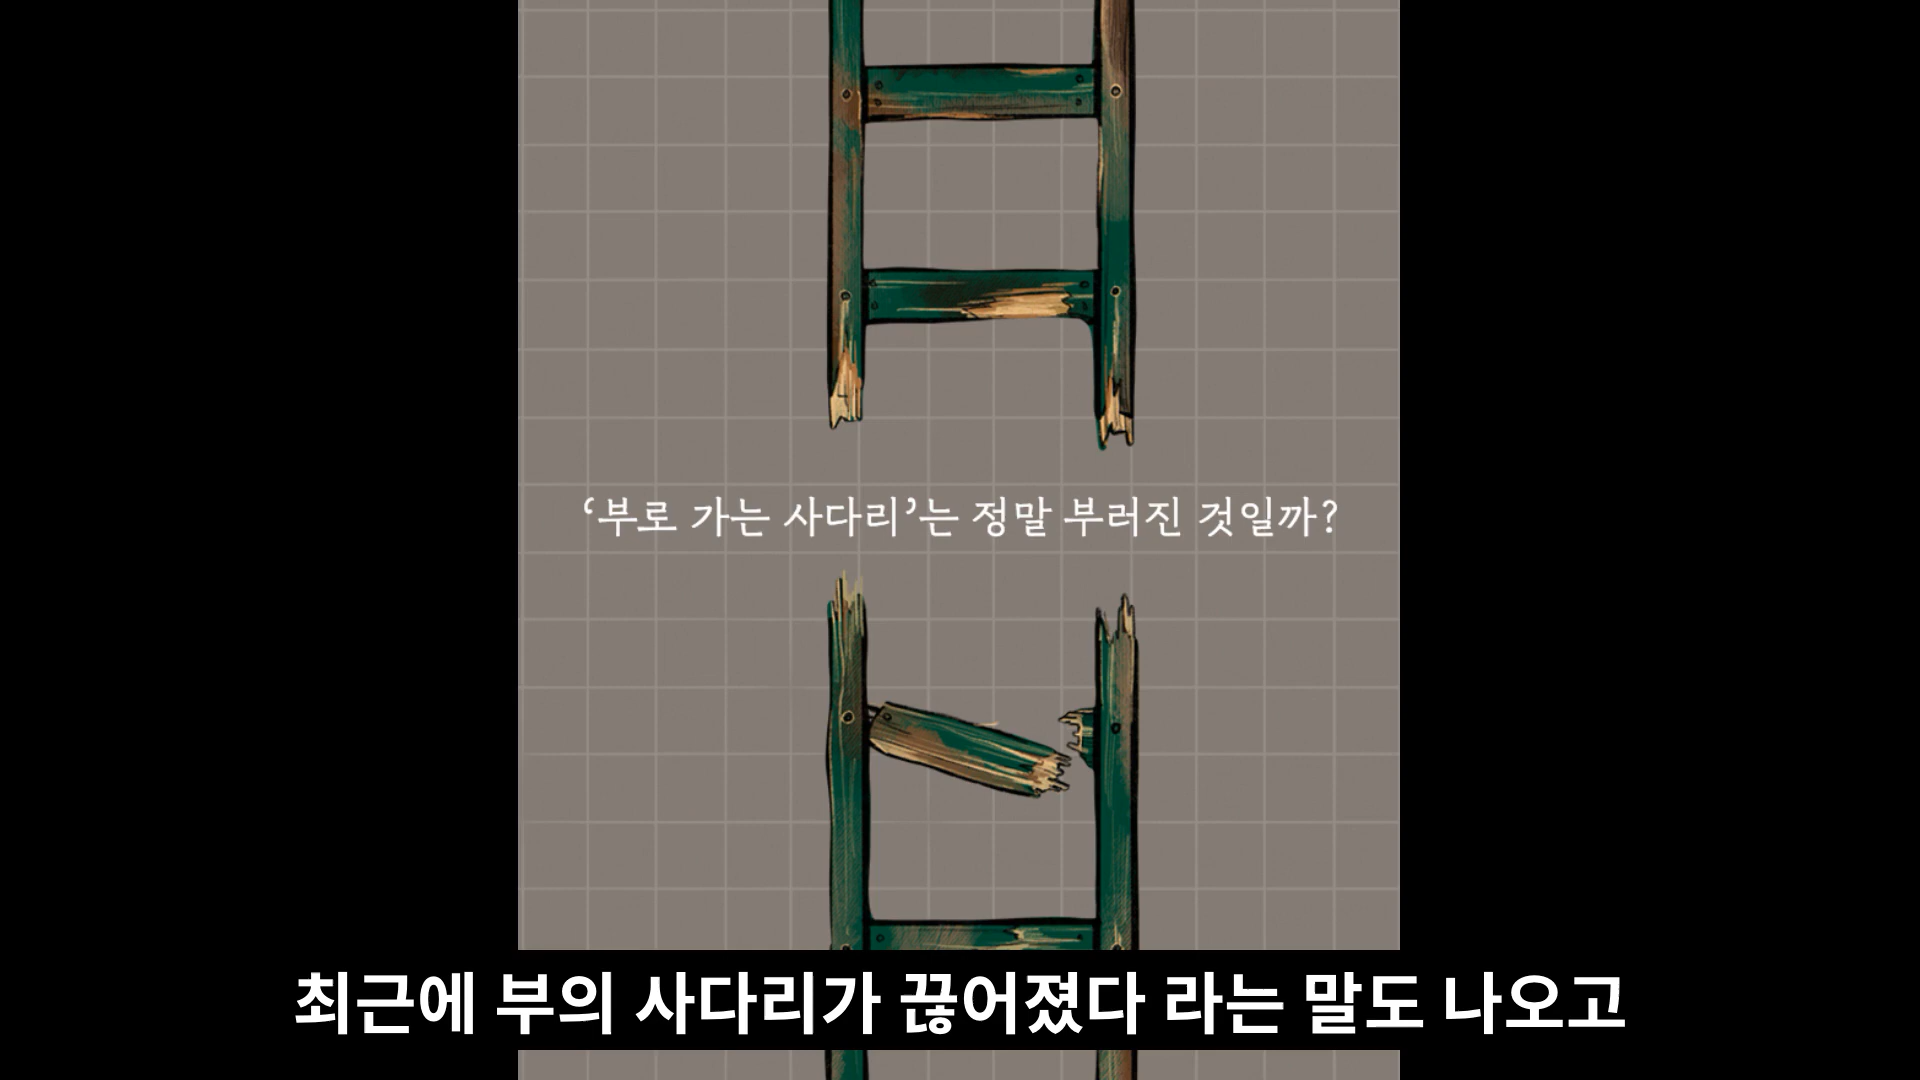 ‘부로 가는 사다리’는 정말 부러진 것일까?
최근에 부의 사다리가 끊어졌다 라는 말도 나오고